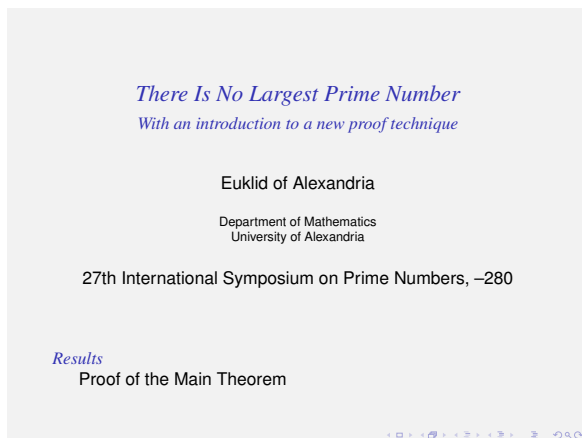 There Is No Largest Prime Number
With an introduction to a new proof technique
Euklid of Alexandria
Department of Mathematics
University of Alexandria
27th International Symposium on Prime Numbers, –280
Results
Proof of the Main Theorem